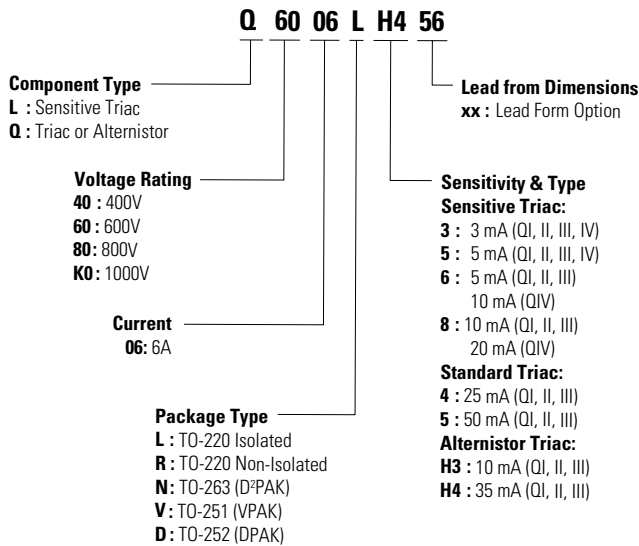 Q 60 06 L H4 56
Component Type
L : Sensitive Triac
Q : Triac or Alternistor
Voltage Rating
40 : 400V
60 : 600V
80: 800V
K0: 1000V
Current
06: 6A
Package Type
L : TO-220 Isolated
R : TO-220 Non-Isolated
N: TO-263 (D²PAK)
V : TO-251 (VPAK)
D : TO-252 (DPAK)
Lead from Dimensions
xx : Lead Form Option
Sensitivity & Type
Sensitive Triac:
3 : 3 mA (QI, II, III, IV)
5 : 5 mA (QI, II, III, IV)
6 : 5 mA (QI, II, III)
10 mA (QIV)
8 : 10 mA (QI, II, III)
20 mA (QIV)
Standard Triac:
4 : 25 mA (QI, II, III)
5 : 50 mA (QI, II, III)
Alternistor Triac:
H3 : 10 mA (QI, II, III)
H4 : 35 mA (QI, II, III)